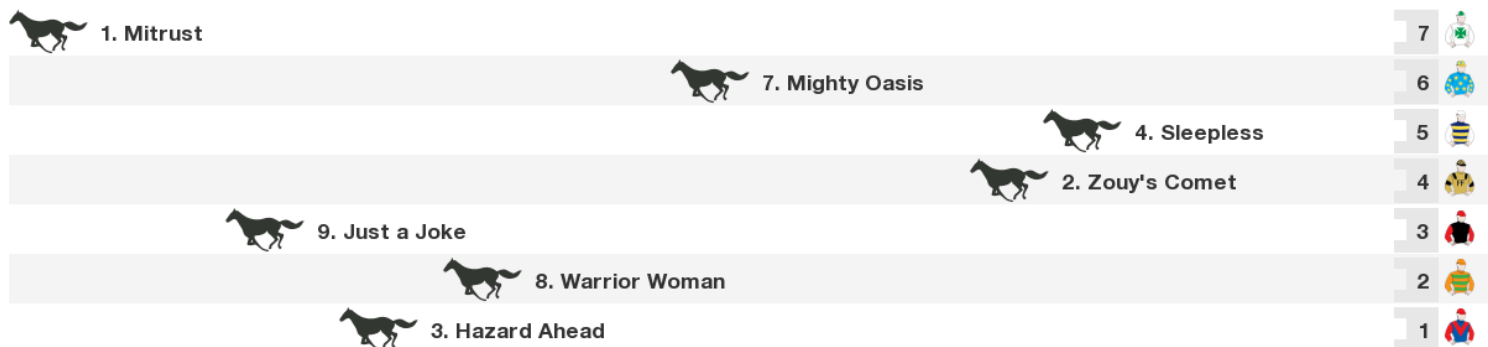 1. Mitrust 7
7. Mighty Oasis 6
4. Sleepless 5
2. Zouy's Comet 4
9. Just a Joke 3
8. Warrior Woman 2
3. Hazard Ahead 1